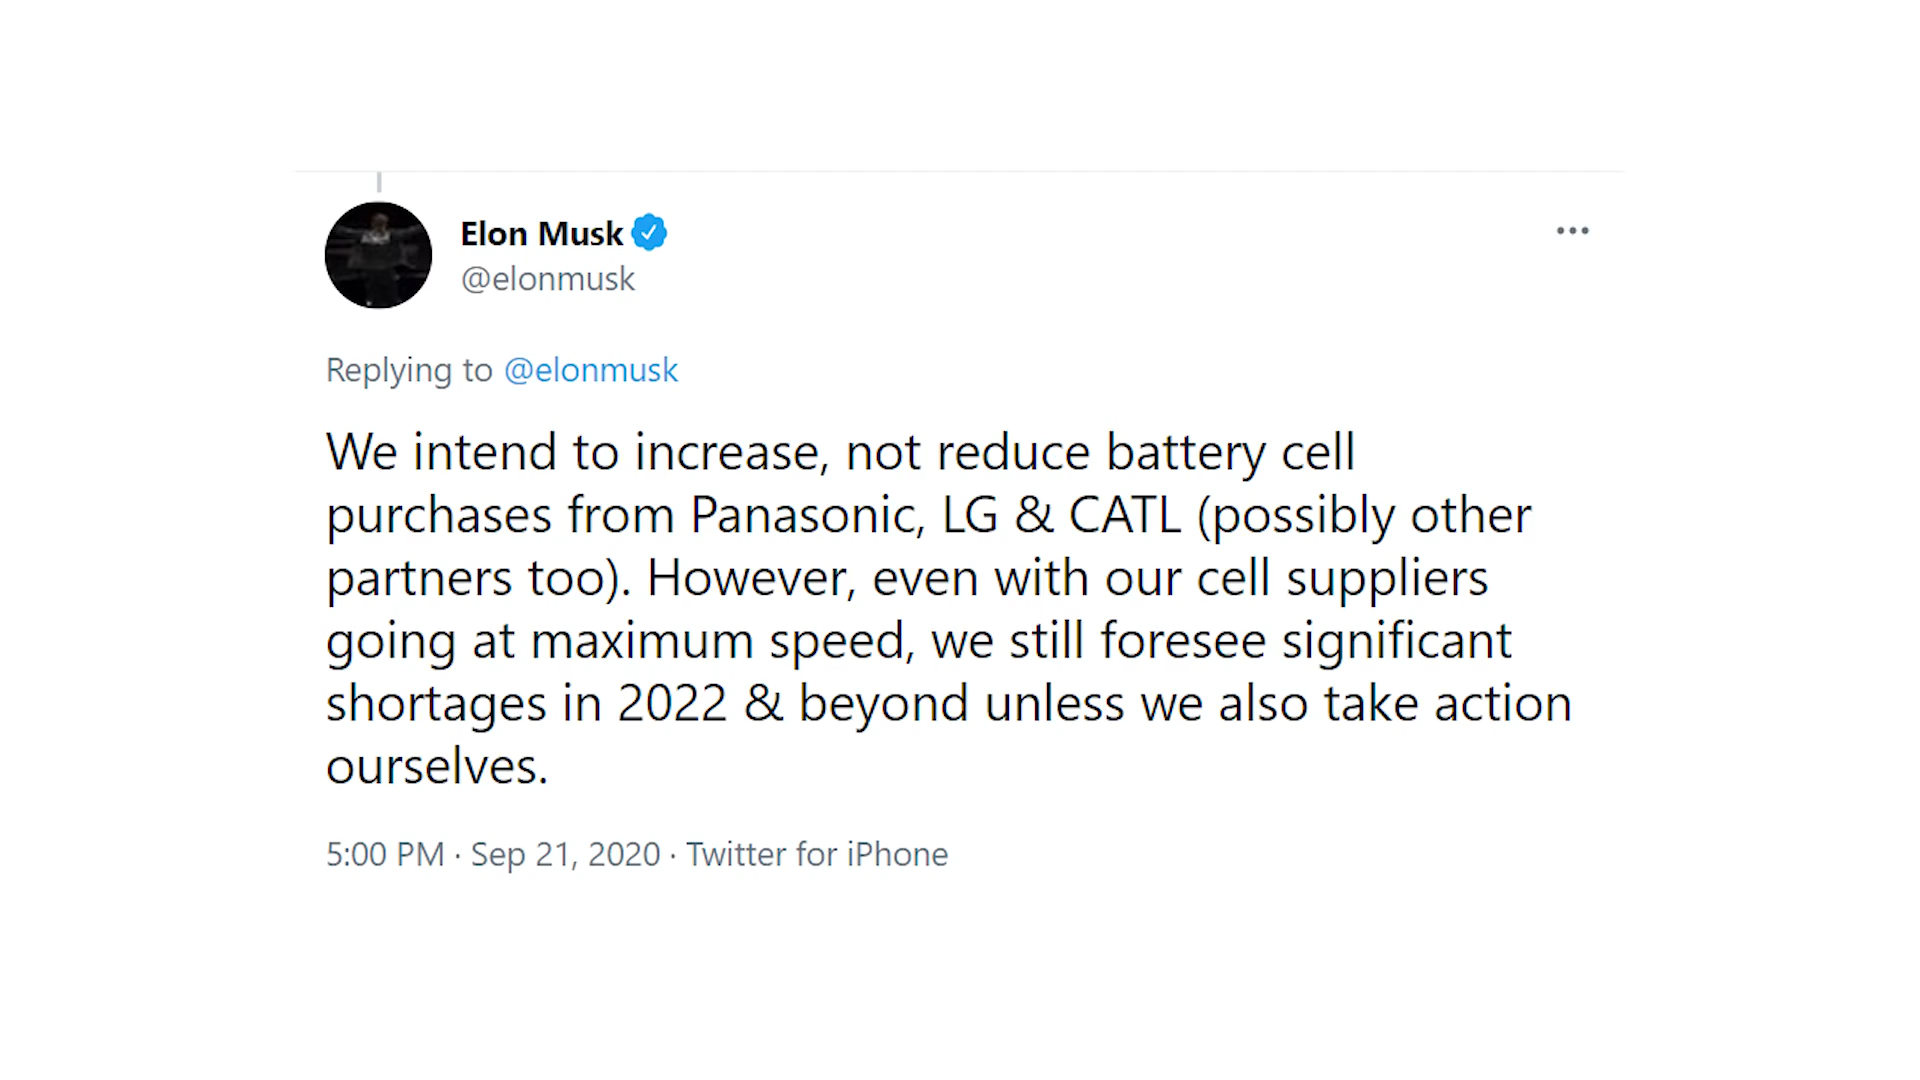 Elon Musk
@elonmusk
Replying to @elonmusk
We intend to increase, not reduce battery cell
purchases from Panasonic, LG & CATL (possibly other
partners too). However, even with our cell suppliers
going at maximum speed, we still foresee significant
shortages in 2022 & beyond unless we also take action
ourselves.
5:00 PM · Sep 21, 2020 · Twitter for iPhone